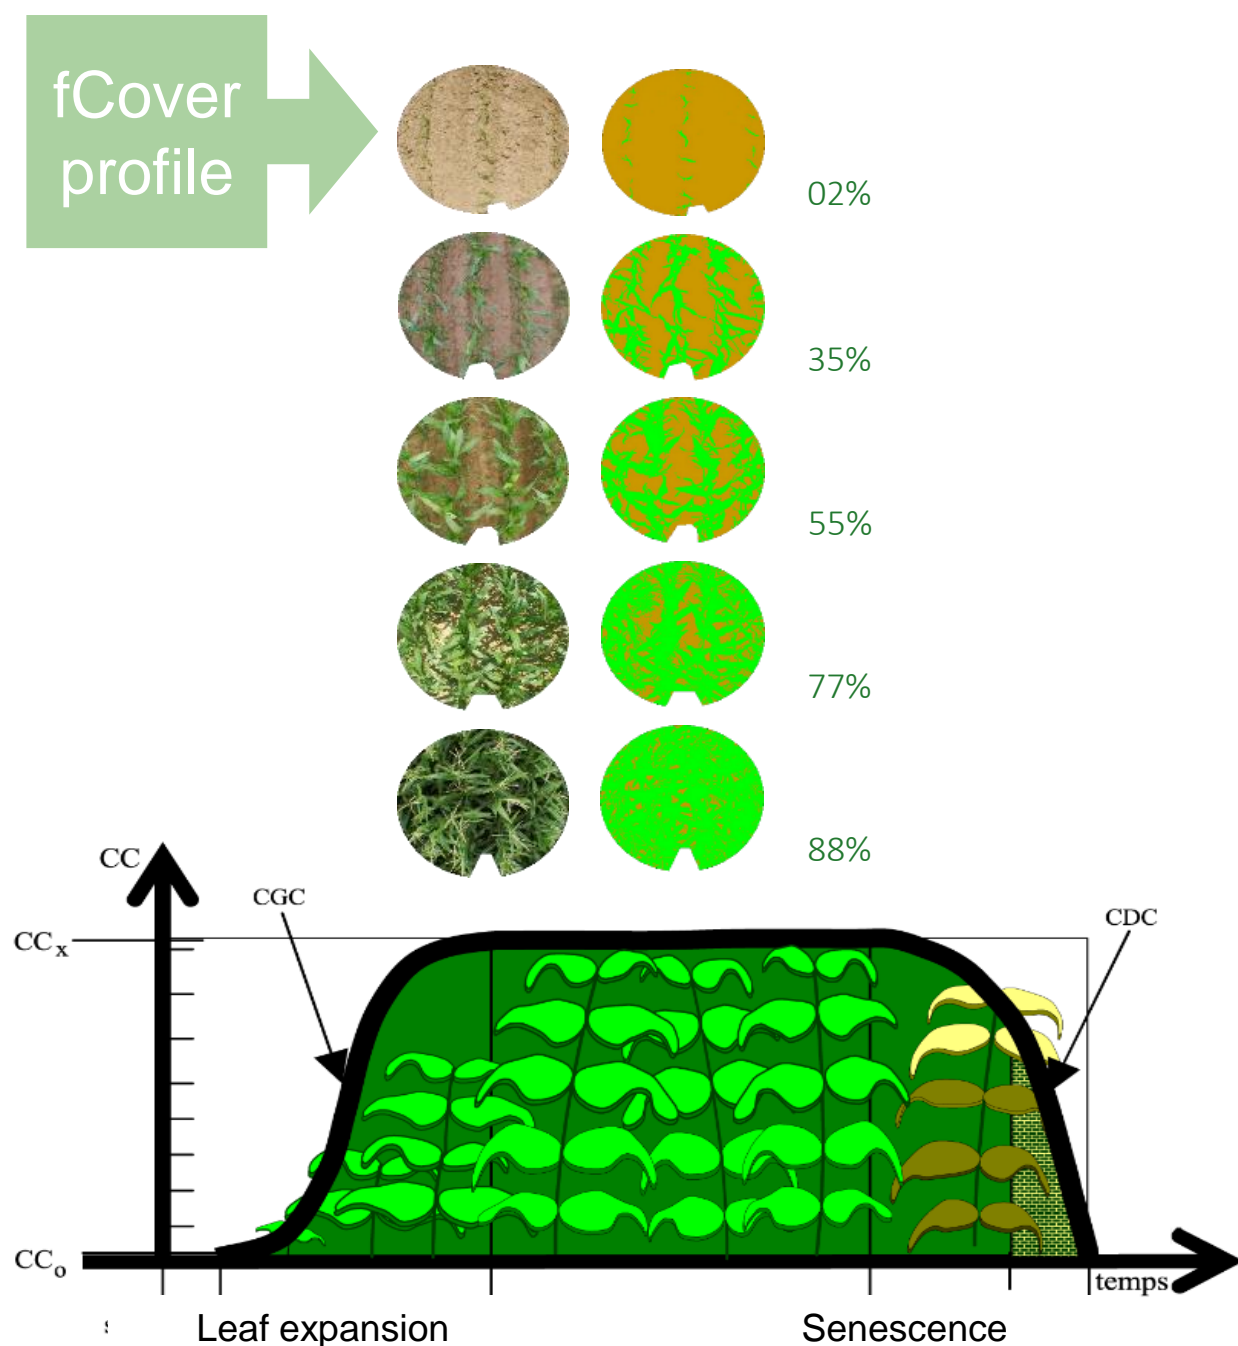 fCover
profile
02%
35%
55%
77%
88%
CC
CGC
CCx
CDC
CCo
temps
Leaf expansion
Senescence